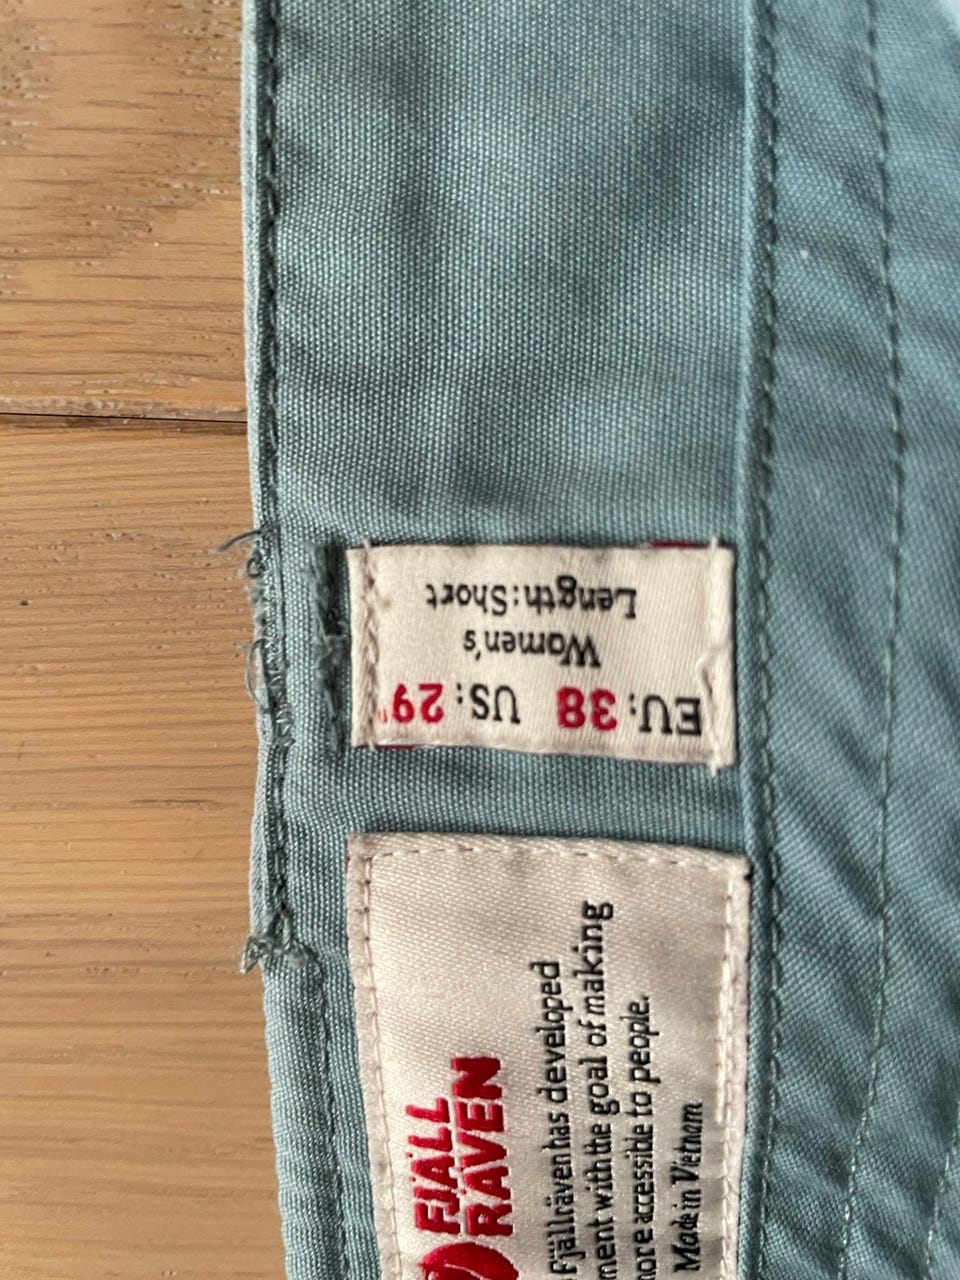 EU: 38 US: 29"
Women's
Length: Short
FJÄLL
RÄVEN
Fjällräven has developed
ment with the goal of making
more accessible to people.
Made in Vietnam